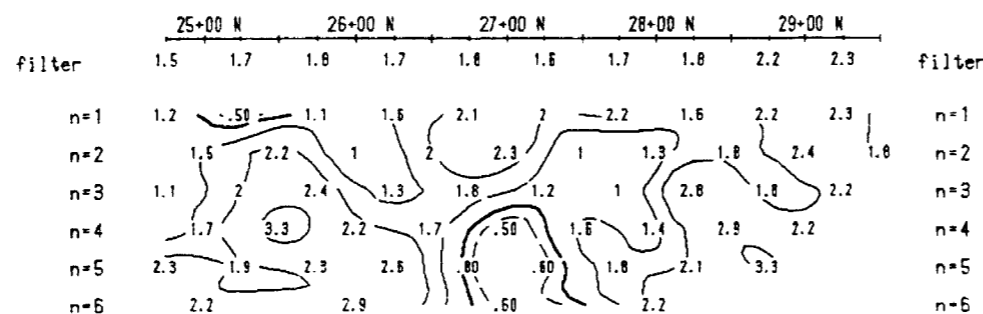 25+00 N 26+00 N 27+00 N 28+00 N 29+00 N
filter 1.5 1.7 1.8 1.7 1.8 1.6 1.7 1.8 2.2 2.3 filter
n=1 1.2 .50 1.1 1.6 2.1 2 2.2 1.6 2.2 2.3 n=1
n=2 1.5 2.2 1 2 2.3 1 1.3 1.8 2.4 1.8 n=2
n=3 1.1 2 2.4 1.3 1.8 1.2 1 2.8 1.8 2.2 n=3
n=4 1.7 3.3 2.2 1.7 .50 1.6 1.4 2.9 2.2 n=4
n=5 2.3 1.9 2.3 2.6 .80 .60 1.8 2.1 3.3 n=5
n=6 2.2 2.9 .60 2.2 n=6